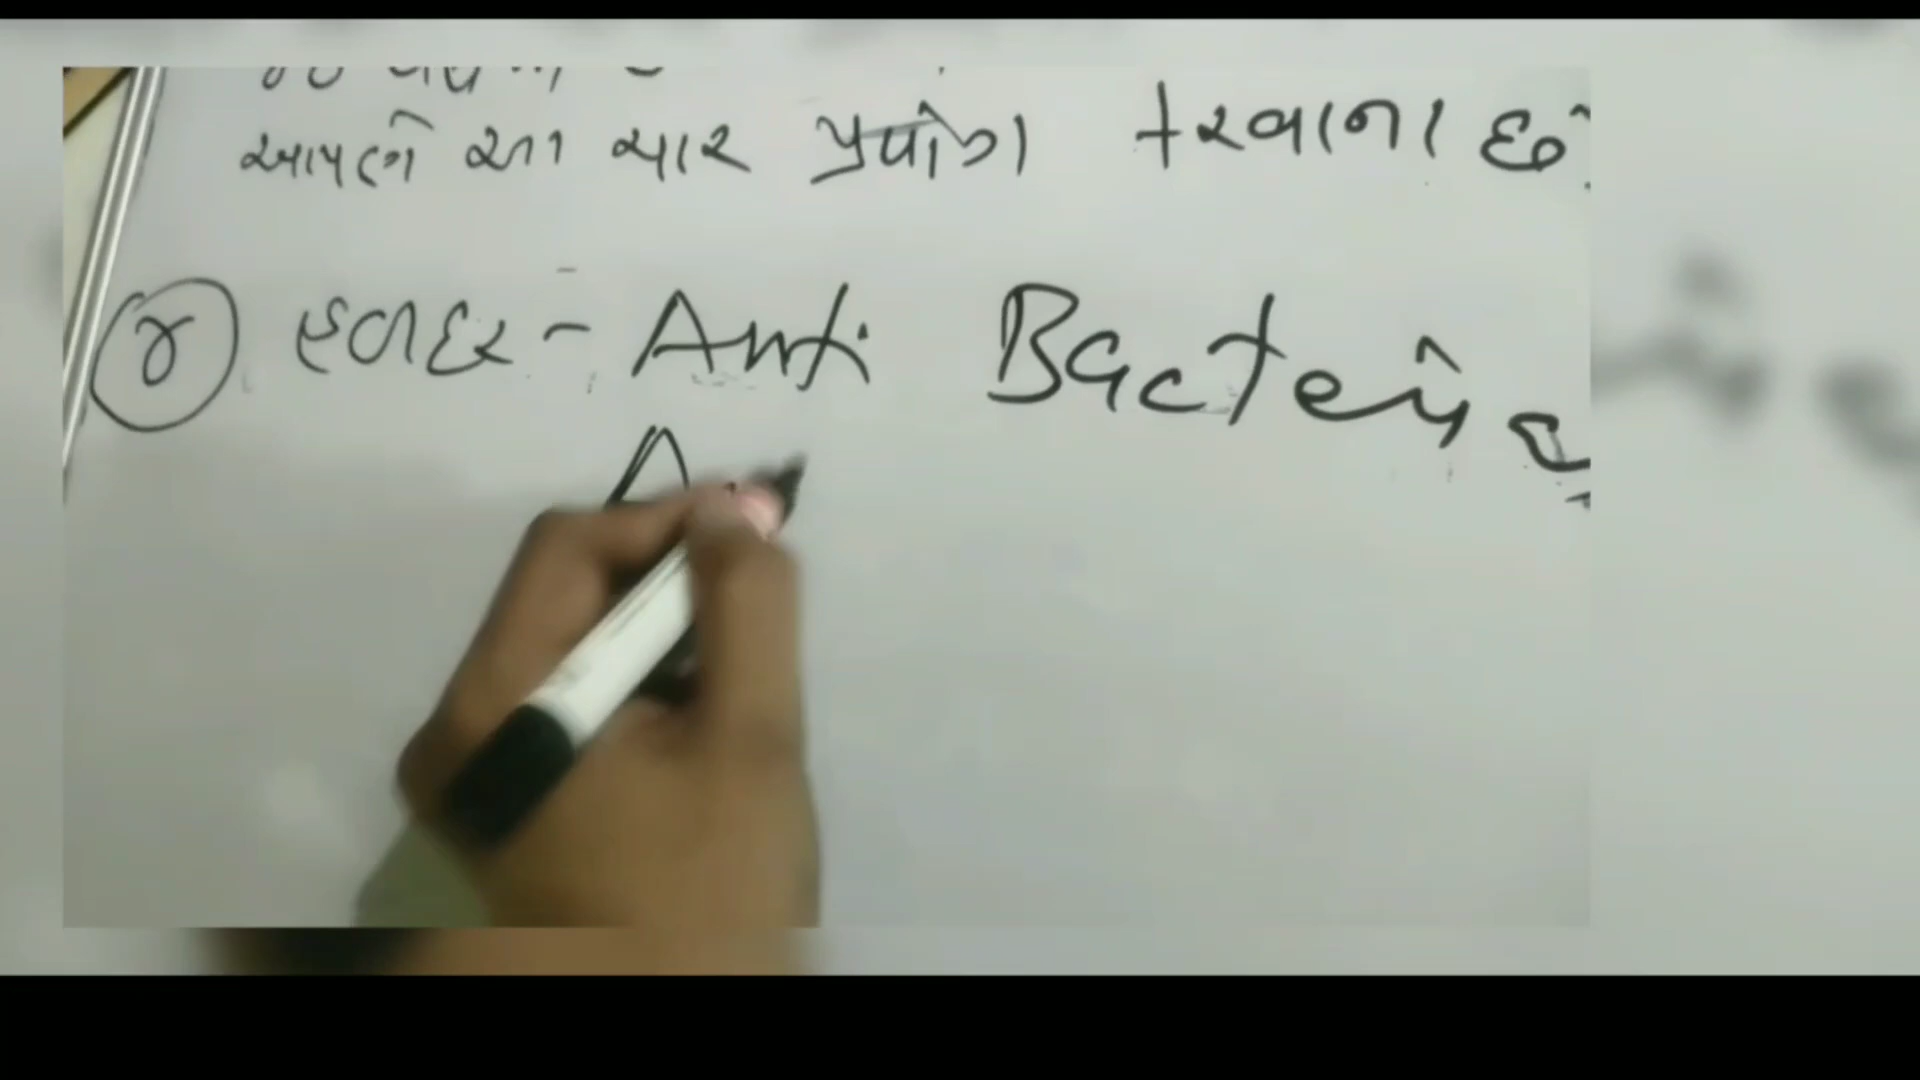 આપણે આ ચાર પ્રયોગ કરવાના છે.
૪ હળદર - Anti Bacteria
A